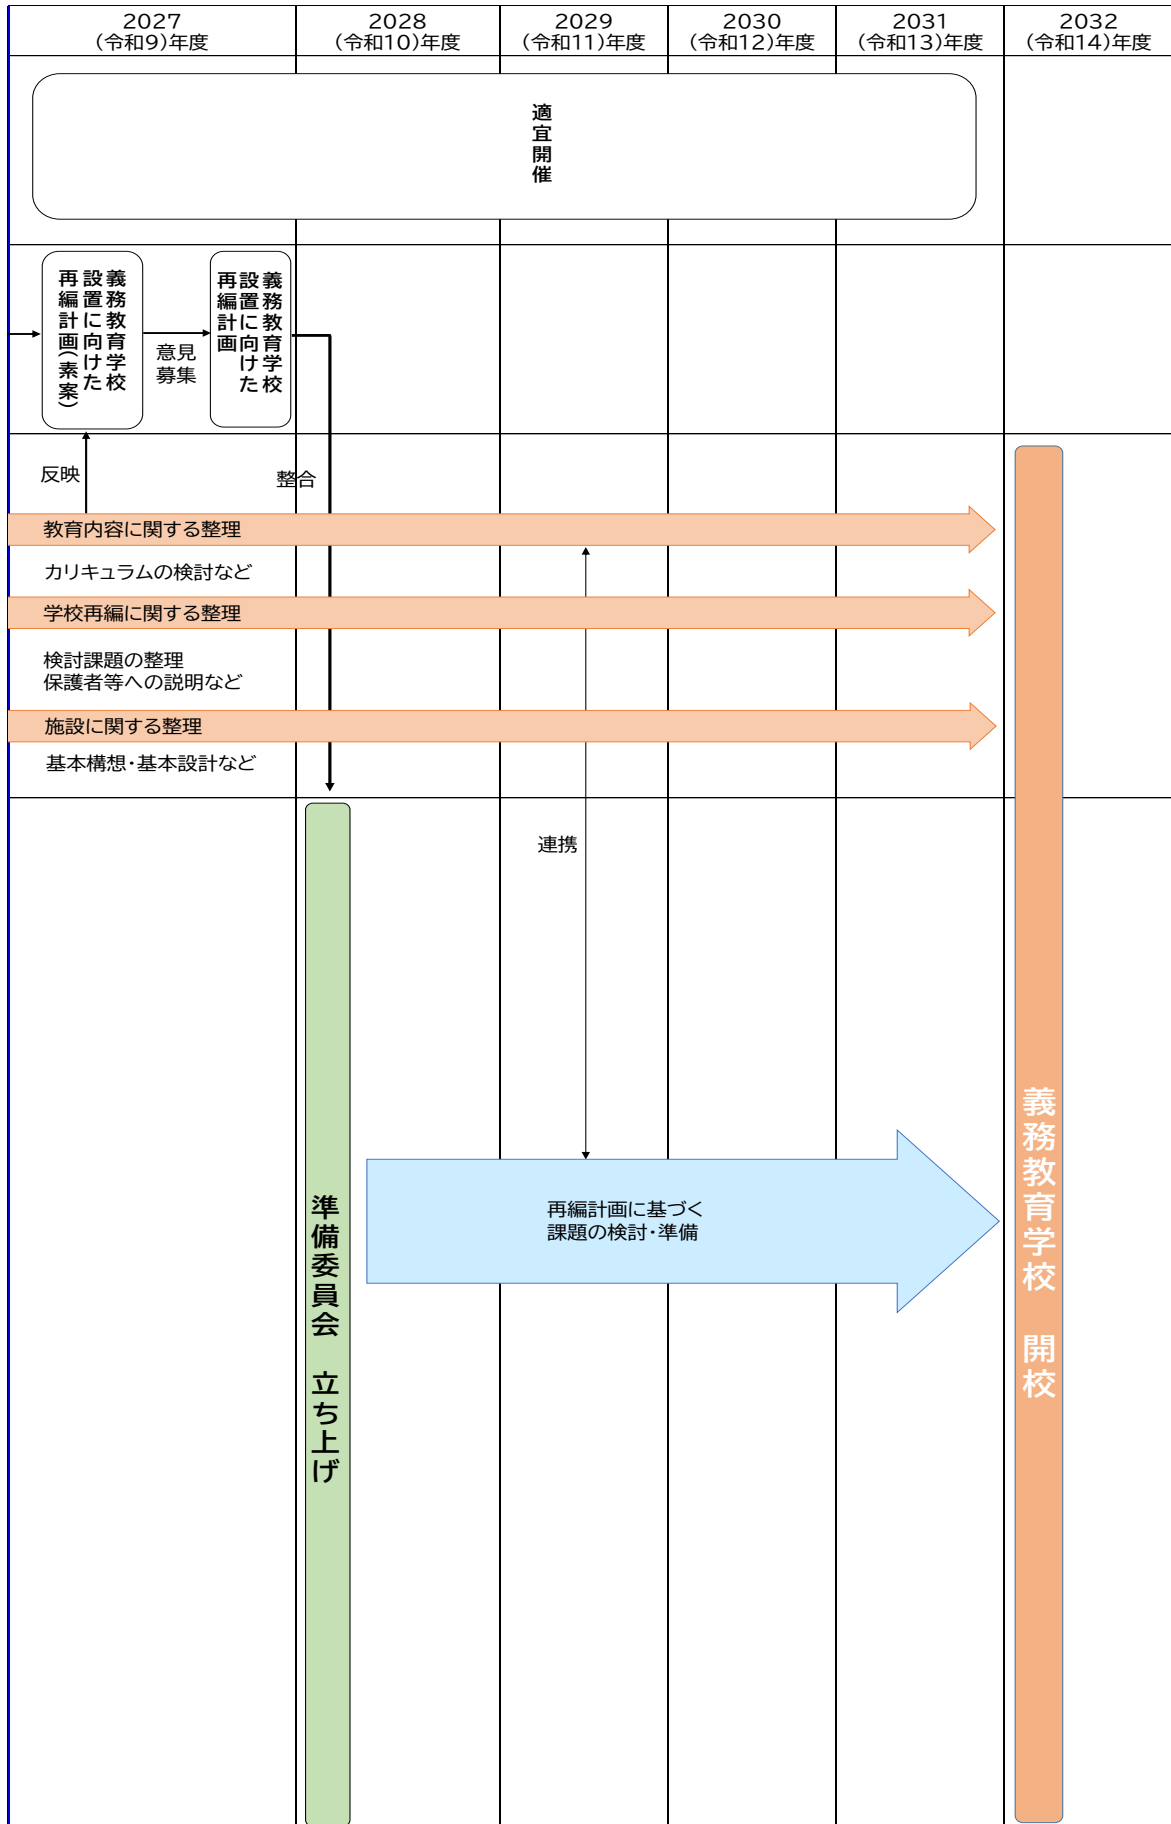 2027
(令和9)年度
2028
(令和10)年度
2029
(令和11)年度
2030
(令和12)年度
2031
(令和13)年度
2032
(令和14)年度
適宜開催
義務教育学校
設置に向けた
再編計画(素案)
意見
募集
義務教育学校
設置に向けた
再編計画
反映
整合
教育内容に関する整理
カリキュラムの検討など
学校再編に関する整理
検討課題の整理
保護者等への説明など
施設に関する整理
基本構想・基本設計など
連携
準備委員会　立ち上げ
再編計画に基づく
課題の検討・準備
義務教育学校　開校